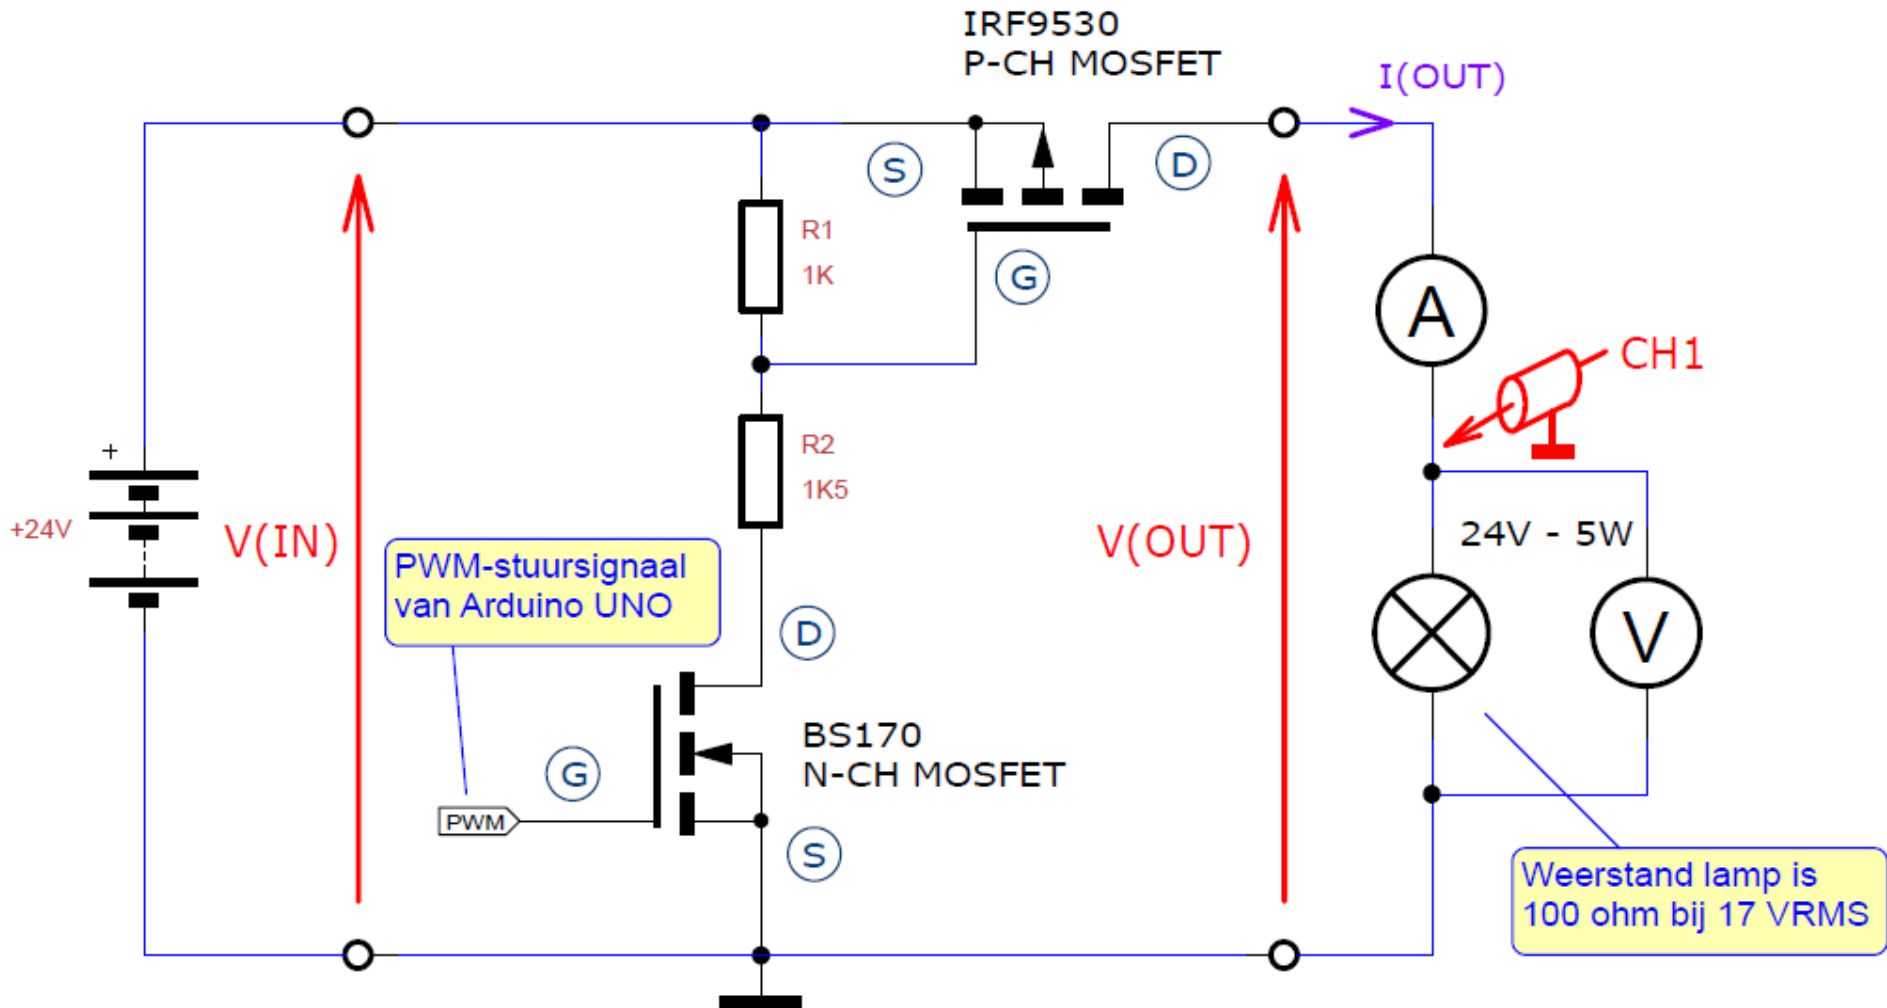 IRF9530
P-CH MOSFET
I(OUT)
S
D
R1
1K
G
A
CH1
R2
1K5
+
+24V
V(IN)
V(OUT)
24V - 5W
PWM-stuursignaal
van Arduino UNO
D
V
BS170
N-CH MOSFET
G
PWM
S
Weerstand lamp is
100 ohm bij 17 VRMS